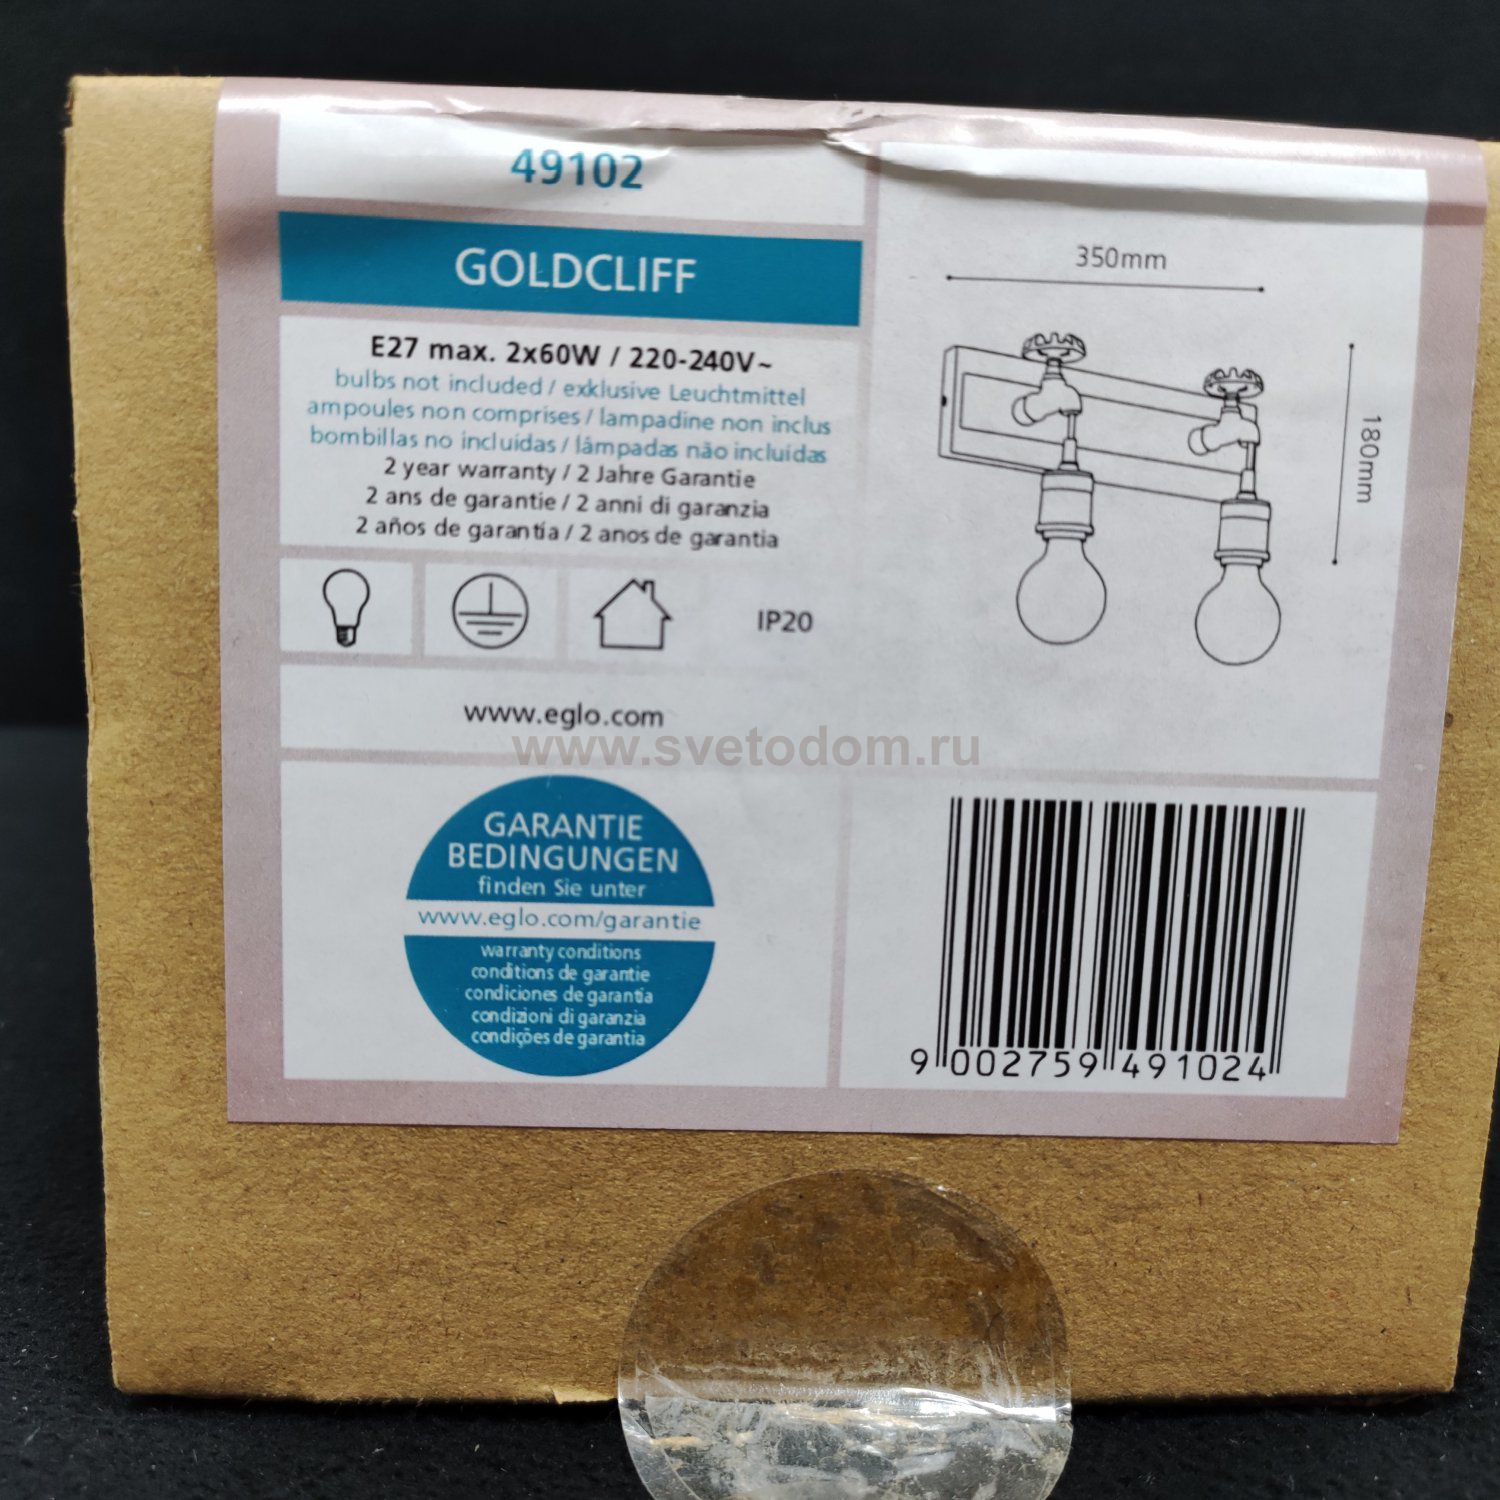 49102
GOLDCLIFF
E27 max. 2x60W / 220-240V~
bulbs not included / exklusive Leuchtmittel
ampoules non comprises / lampadine non inclus
bombillas no incluídas / lâmpadas não incluídas
2 year warranty / 2 Jahre Garantie
2 ans de garantie / 2 anni di garanzia
2 años de garantía / 2 anos de garantia
IP20
www.eglo.com
350mm
180mm
www.svetodom.ru
GARANTIE
BEDINGUNGEN
finden Sie unter
www.eglo.com/garantie
warranty conditions
conditions de garantie
condiciones de garantía
condizioni di garanzia
condições de garantia
9 002759 491024